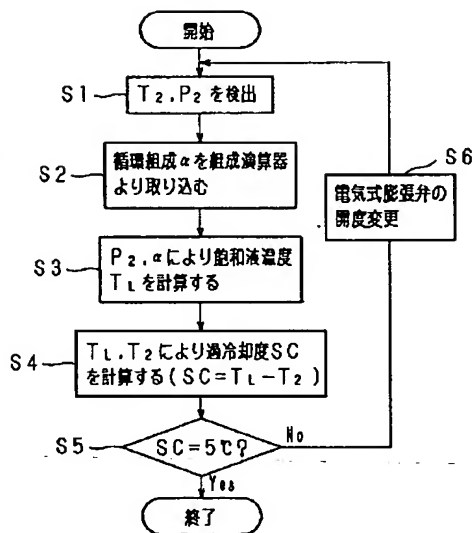 開始
S1
T₂,P₂を検出
S2
循環組成αを組成演算器
より取り込む
S3
P₂,αにより飽和液温度
TLを計算する
S4
TL,T₂により過冷却度SC
を計算する(SC=TL-T₂)
S5
SC=5℃?
No
Yes
終了
S6
電気式膨張弁の
開度変更